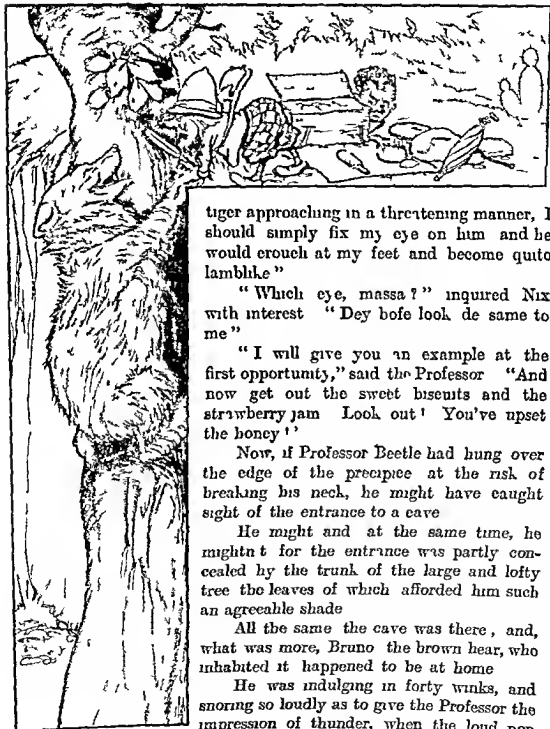 tiger approaching in a threatening manner, I
should simply fix my eye on him and he
would crouch at my feet and become quite
lamblike"
"Which eye, massa?" inquired Nix
with interest "Dey bofe look de same to
me"
"I will give you an example at the
first opportunity," said the Professor "And
now get out the sweet biscuits and the
strawberry jam Look out! You've upset
the honey!"
Now, if Professor Beetle had hung over
the edge of the precipice at the risk of
breaking his neck, he might have caught
sight of the entrance to a cave
He might and at the same time, he
mightn t for the entrance was partly con-
cealed by the trunk of the large and lofty
tree the leaves of which afforded him such
an agreeable shade
All the same the cave was there, and,
what was more, Bruno the brown bear, who
inhabited it happened to be at home
He was indulging in forty winks, and
snoring so loudly as to give the Professor the
impression of thunder, when the loud